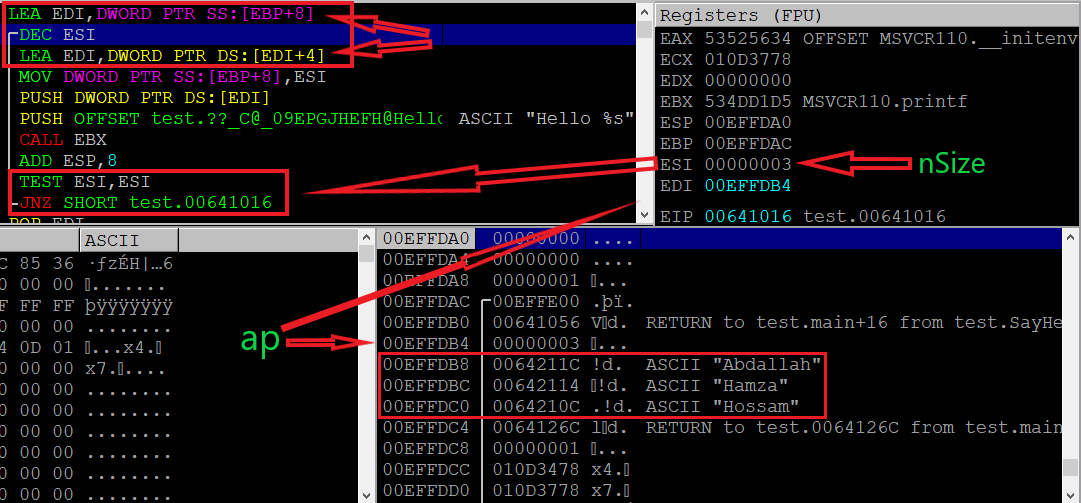 LEA EDI,DWORD PTR SS:[EBP+8]
DEC ESI
LEA EDI,DWORD PTR DS:[EDI+4]
MOV DWORD PTR SS:[EBP+8],ESI
PUSH DWORD PTR DS:[EDI]
PUSH OFFSET test.??_C@_09EPGJHEFH@Hello ASCII "Hello %s"
CALL EBX
ADD ESP,8
TEST ESI,ESI
JNZ SHORT test.00641016
POP EDI
Registers (FPU)
EAX 53525634 OFFSET MSVCR110.__initenv
ECX 010D3778
EDX 00000000
EBX 534DD1D5 MSVCR110.printf
ESP 00EFFDA0
EBP 00EFFDAC
ESI 00000003
nSize
EDI 00EFFDB4
EIP 00641016 test.00641016
ASCII
C 85 36 ·ƒzÉH|…6
0 00 00 ▯.......
F FF FF þÿÿÿÿÿÿÿ
0 00 00 ........
4 0D 01 ▯...x4.▯
0 00 00 x7.▯....
0 00 00 ........
0 00 00 ........
0 00 00 ........
0 00 00 ........
0 00 00 ........
ap
00EFFDA0 00000000 ....
00EFFDA4 00000000 ....
00EFFDA8 00000001 ▯...
00EFFDAC 00EFFE00 .þï.
00EFFDB0 00641056 V▯d. RETURN to test.main+16 from test.SayHe
00EFFDB4 00000003 ▯...
00EFFDB8 0064211C !d. ASCII "Abdallah"
00EFFDBC 00642114 ▯!d. ASCII "Hamza"
00EFFDC0 0064210C .!d. ASCII "Hossam"
00EFFDC4 0064126C l▯d. RETURN to test.0064126C from test.main
00EFFDC8 00000001 ▯...
00EFFDCC 010D3478 x4.▯
00EFFDD0 010D3778 x7.▯